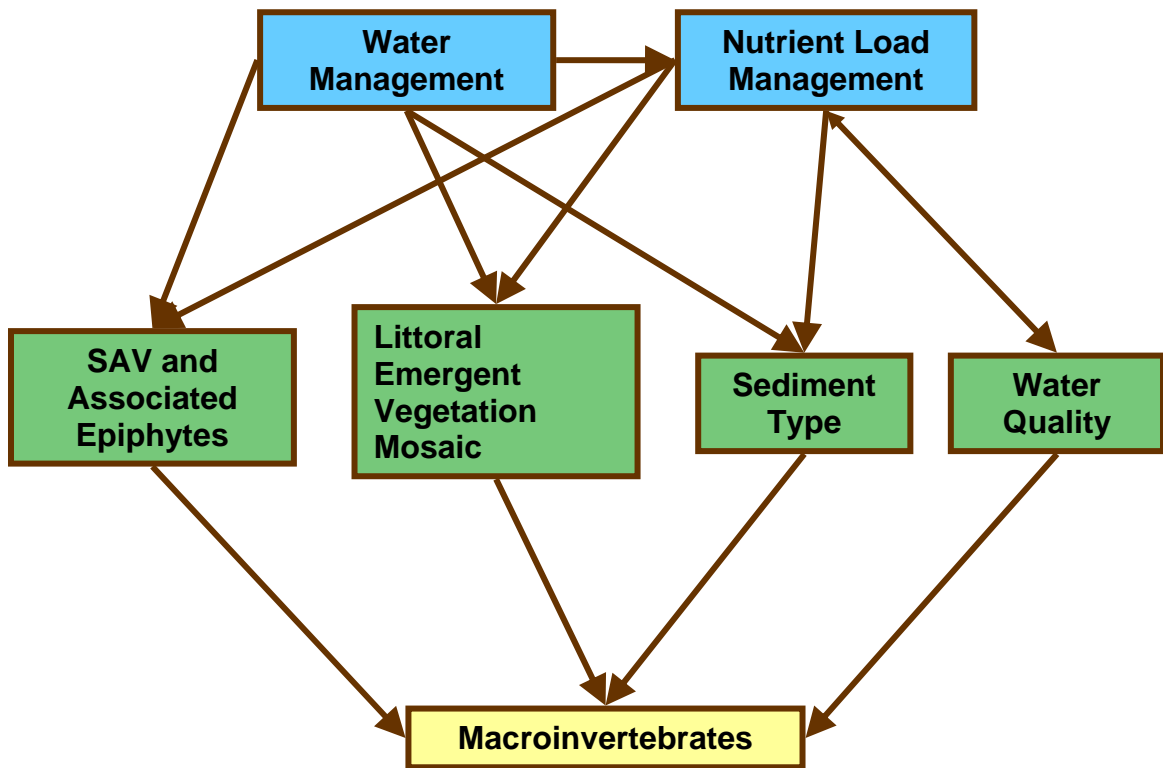 Water
Management
Nutrient Load
Management
SAV and
Associated
Epiphytes
Littoral
Emergent
Vegetation
Mosaic
Sediment
Type
Water
Quality
Macroinvertebrates